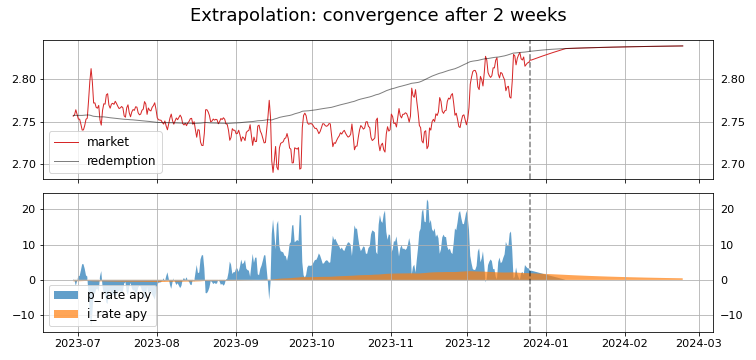 Extrapolation: convergence after 2 weeks
2.80 2.80
2.75 2.75
2.70 2.70
market
redemption
20 20
10 10
0 0
−10 −10
p_rate apy
i_rate apy
2023-07 2023-08 2023-09 2023-10 2023-11 2023-12 2024-01 2024-02 2024-03